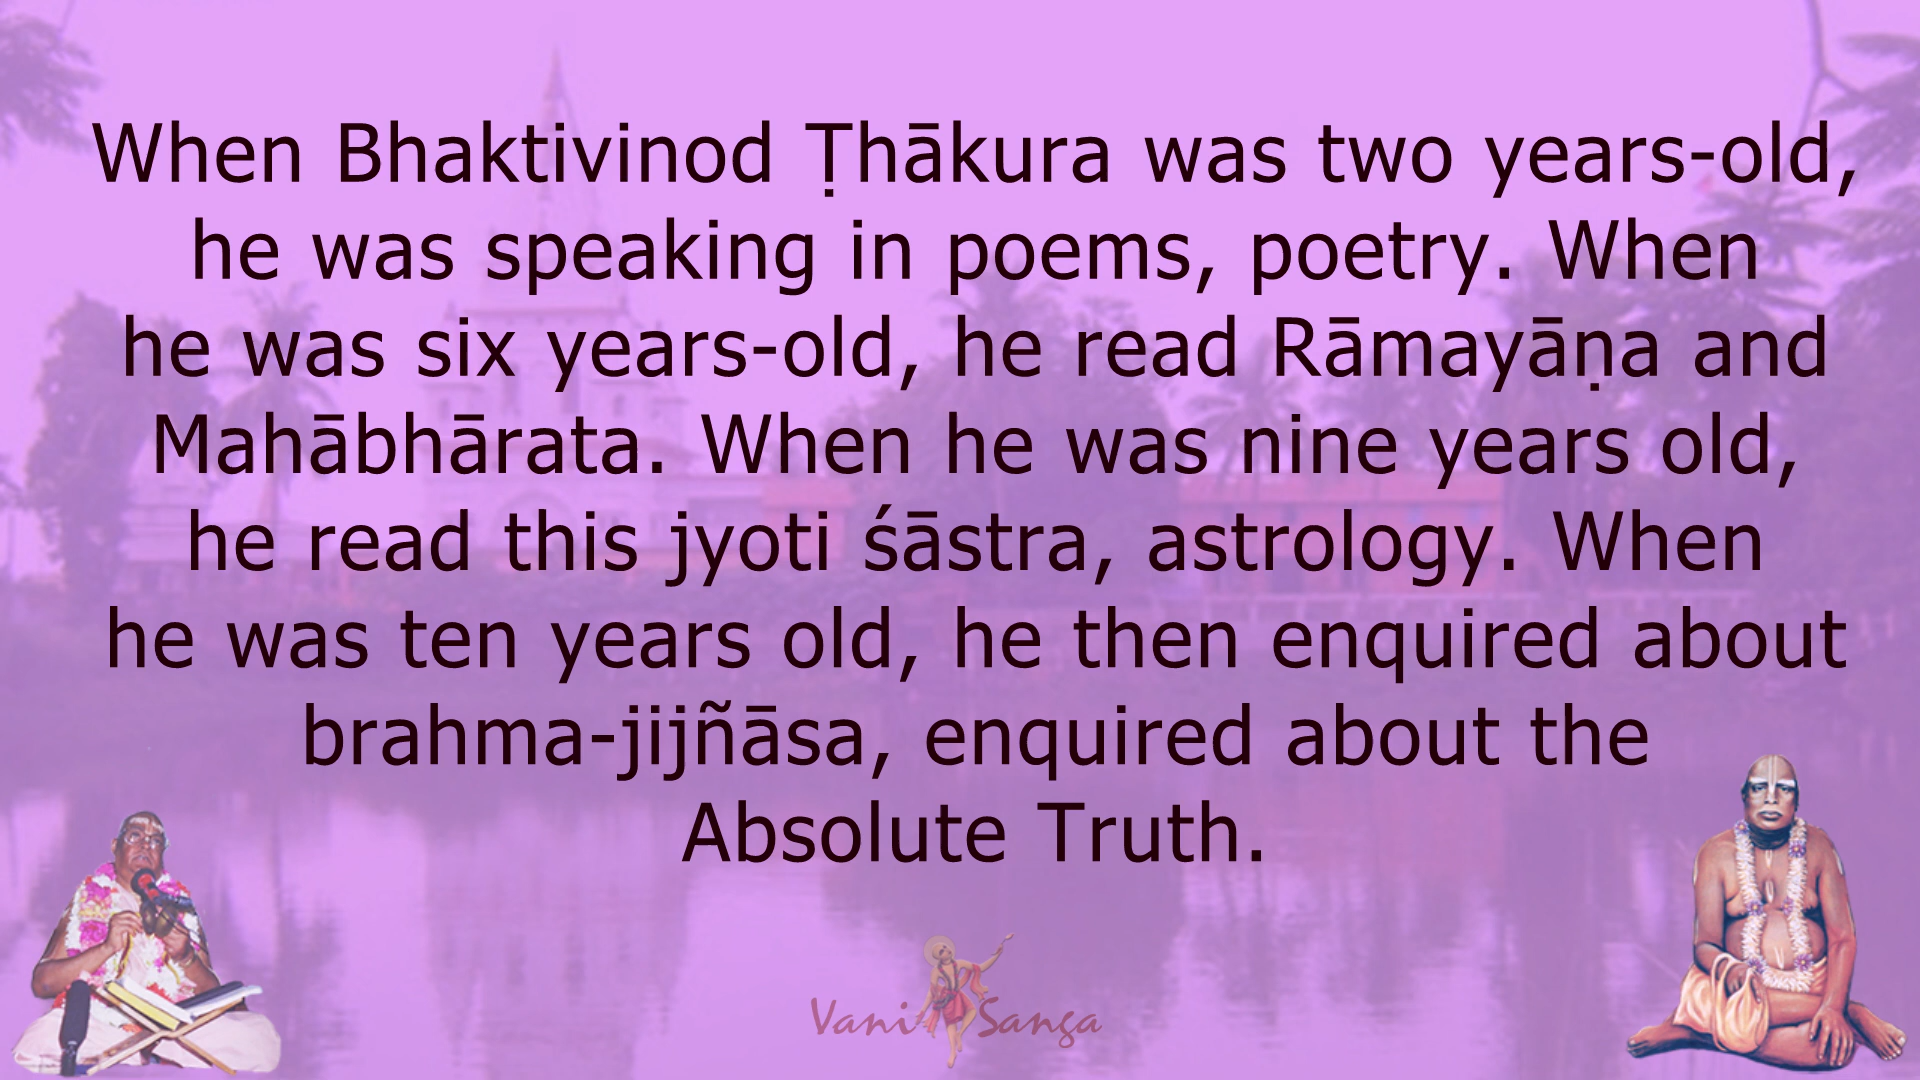 When Bhaktivinod Ṭhākura was two years-old,
he was speaking in poems, poetry. When
he was six years-old, he read Rāmayāṇa and
Mahābhārata. When he was nine years old,
he read this jyoti śāstra, astrology. When
he was ten years old, he then enquired about
brahma-jijñāsa, enquired about the
Absolute Truth.
Vani Sanga